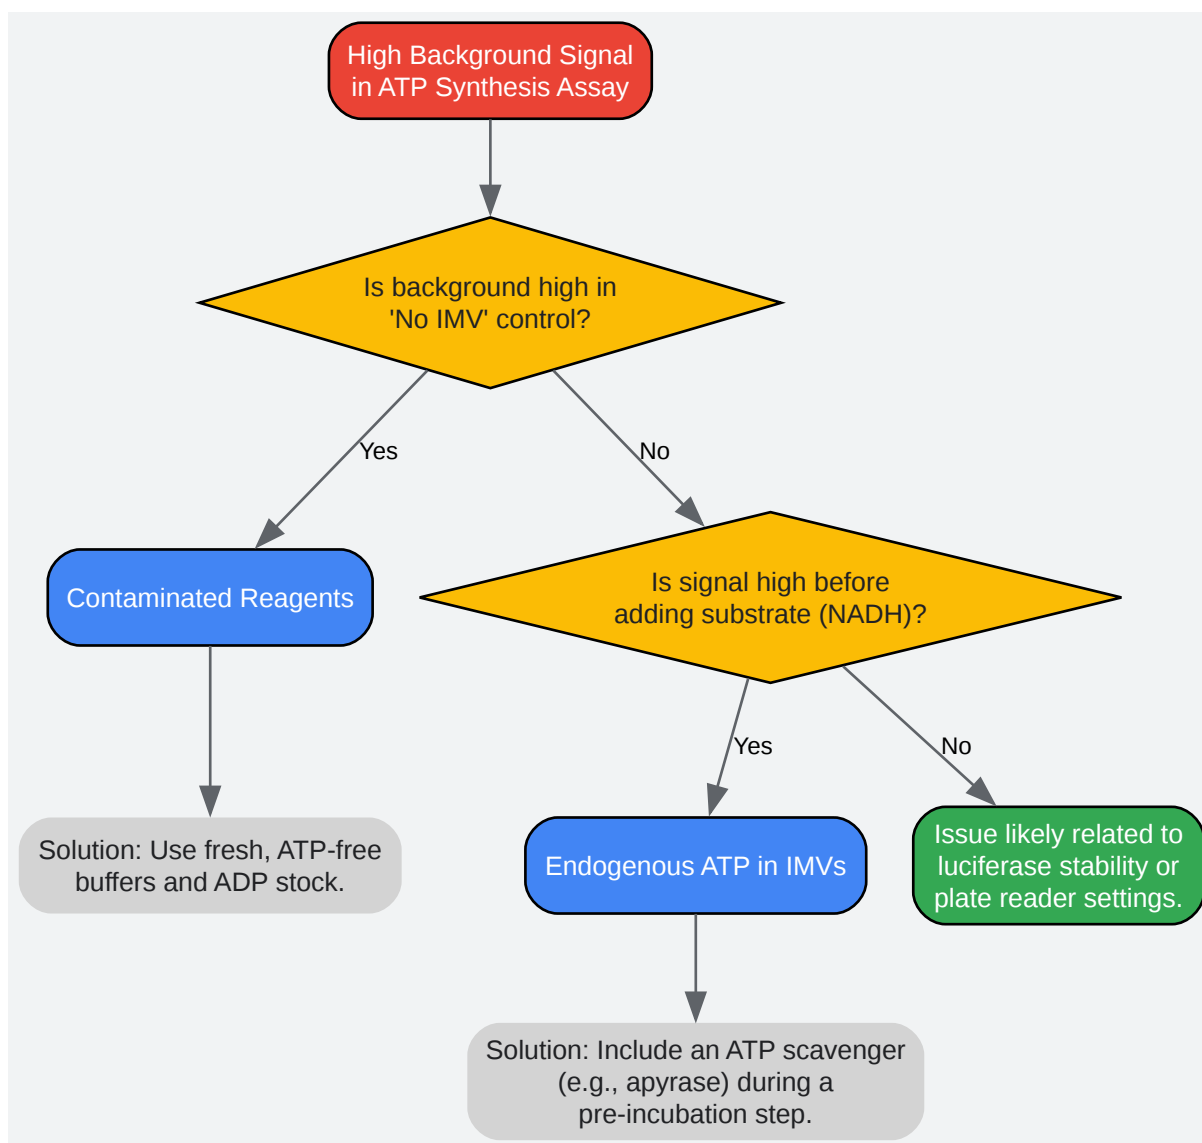 High Background Signal
in ATP Synthesis Assay
Is background high in
'No IMV' control?
Yes
No
Contaminated Reagents
Is signal high before
adding substrate (NADH)?
Yes
No
Solution: Use fresh, ATP-free
buffers and ADP stock.
Endogenous ATP in IMVs
Issue likely related to
luciferase stability or
plate reader settings.
Solution: Include an ATP scavenger
(e.g., apyrase) during a
pre-incubation step.